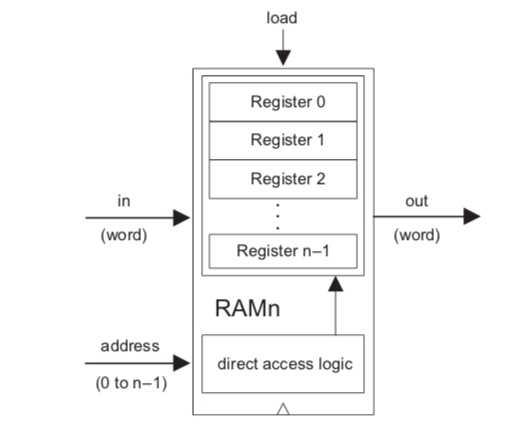 load
Register 0
Register 1
Register 2
in
out
(word)
(word)
Register n–1
RAMn
address
direct access logic
(0 to n–1)